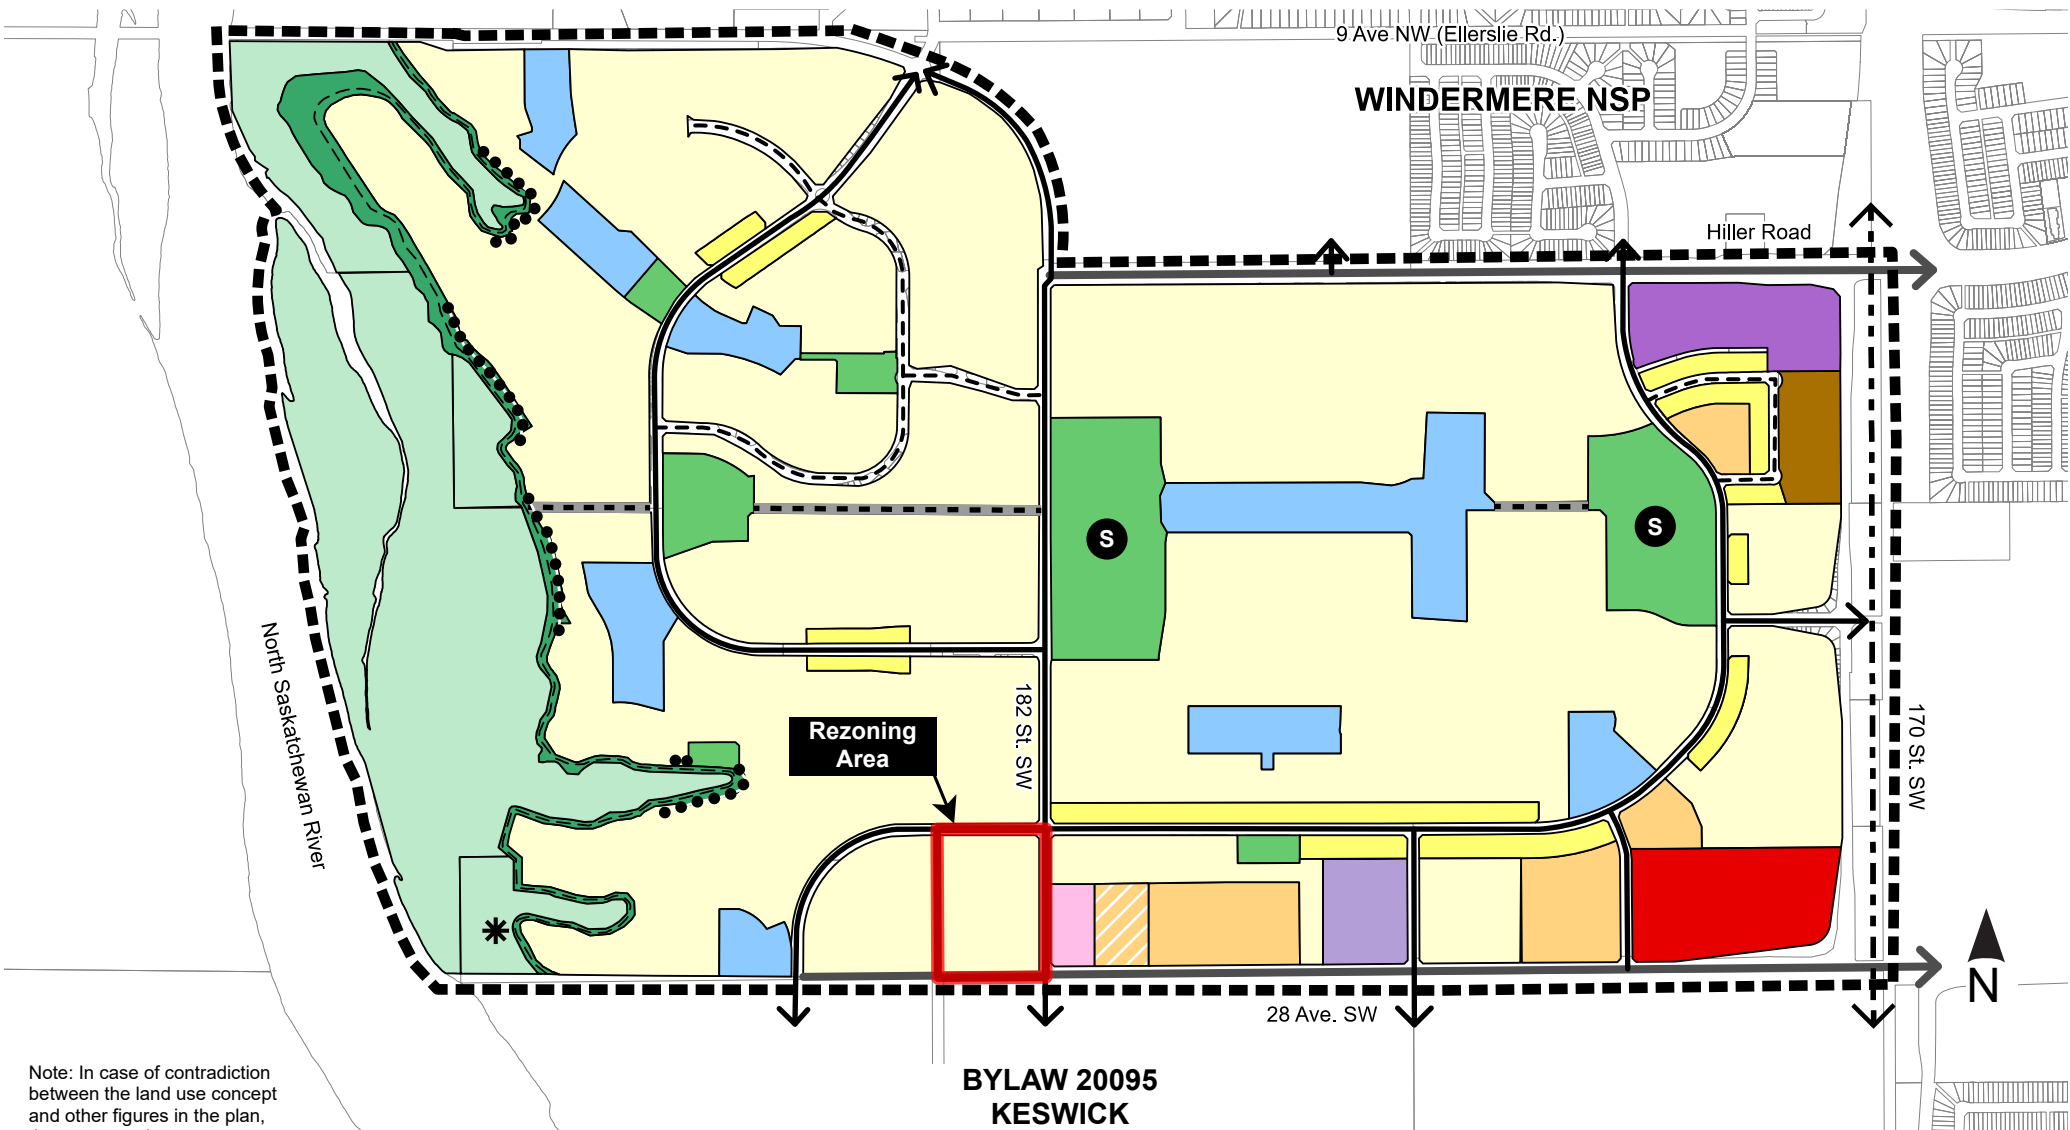 9 Ave NW (Ellerslie Rd.)
WINDERMERE NSP
Hiller Road
S
S
North Saskatchewan River
182 St. SW
170 St. SW
Rezoning
Area
28 Ave. SW
N
BYLAW 20095
KESWICK
Note: In case of contradiction
between the land use concept
and other figures in the plan,